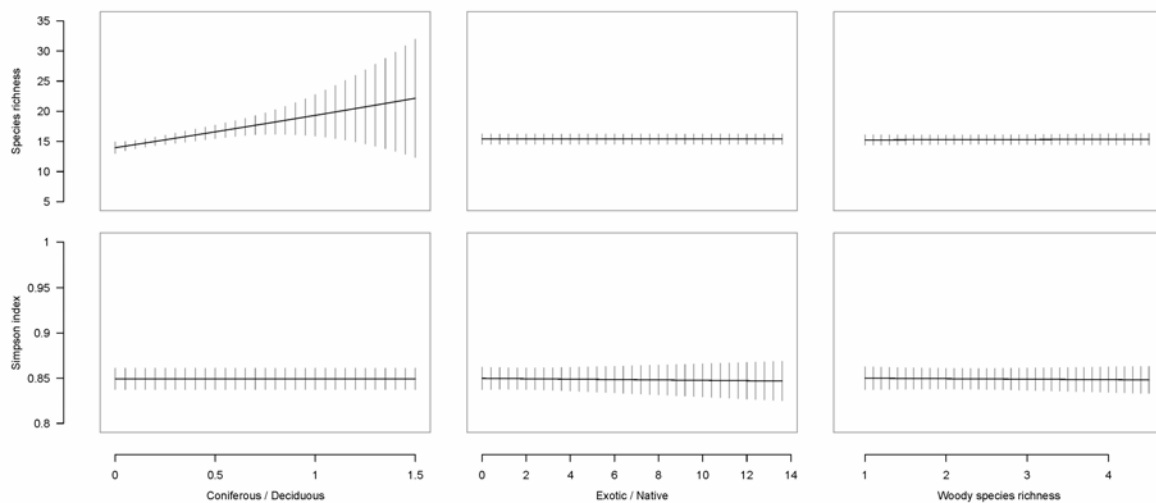 Species richness
35
30
25
20
15
10
5
Simpson index
1
0.95
0.9
0.85
0.8
0 0.5 1 1.5
Coniferous / Deciduous
0 2 4 6 8 10 12 14
Exotic / Native
1 2 3 4
Woody species richness